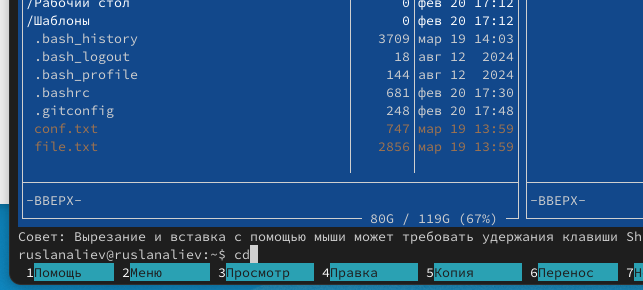 /Рабочий стол 0 фев 20 17:12
/Шаблоны 0 фев 20 17:12
.bash_history 3709 мар 19 14:03
.bash_logout 18 авг 12 2024
.bash_profile 144 авг 12 2024
.bashrc 681 фев 20 17:30
.gitconfig 248 фев 20 17:48
conf.txt 747 мар 19 13:59
file.txt 2856 мар 19 13:59
-ВВЕРХ- -ВВЕРХ-
80G / 119G (67%)
Совет: Вырезание и вставка с помощью мыши может требовать удержания клавиши Sh
ruslanaliev@ruslanaliev:~$ cd
1Помощь 2Меню 3Просмотр 4Правка 5Копия 6Перенос 7Н